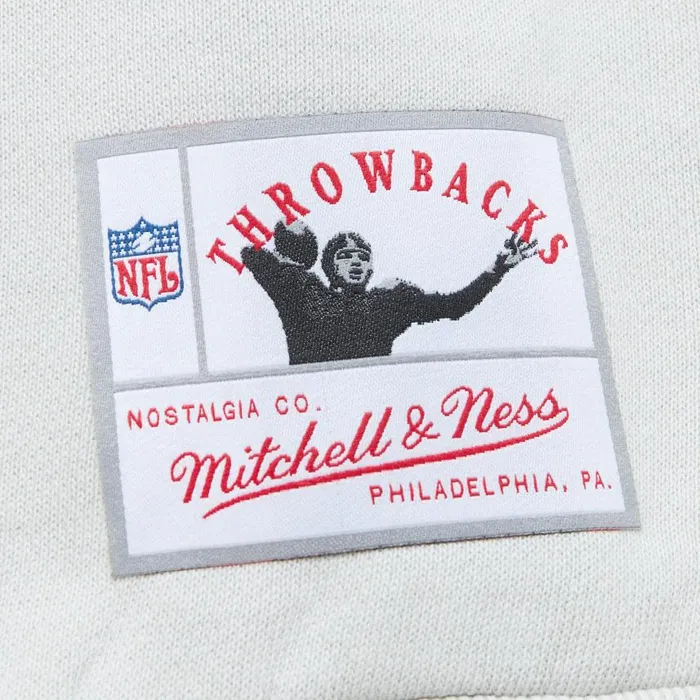 THROWBACKS
NFL
NOSTALGIA CO.
Mitchell & Ness
PHILADELPHIA, PA.